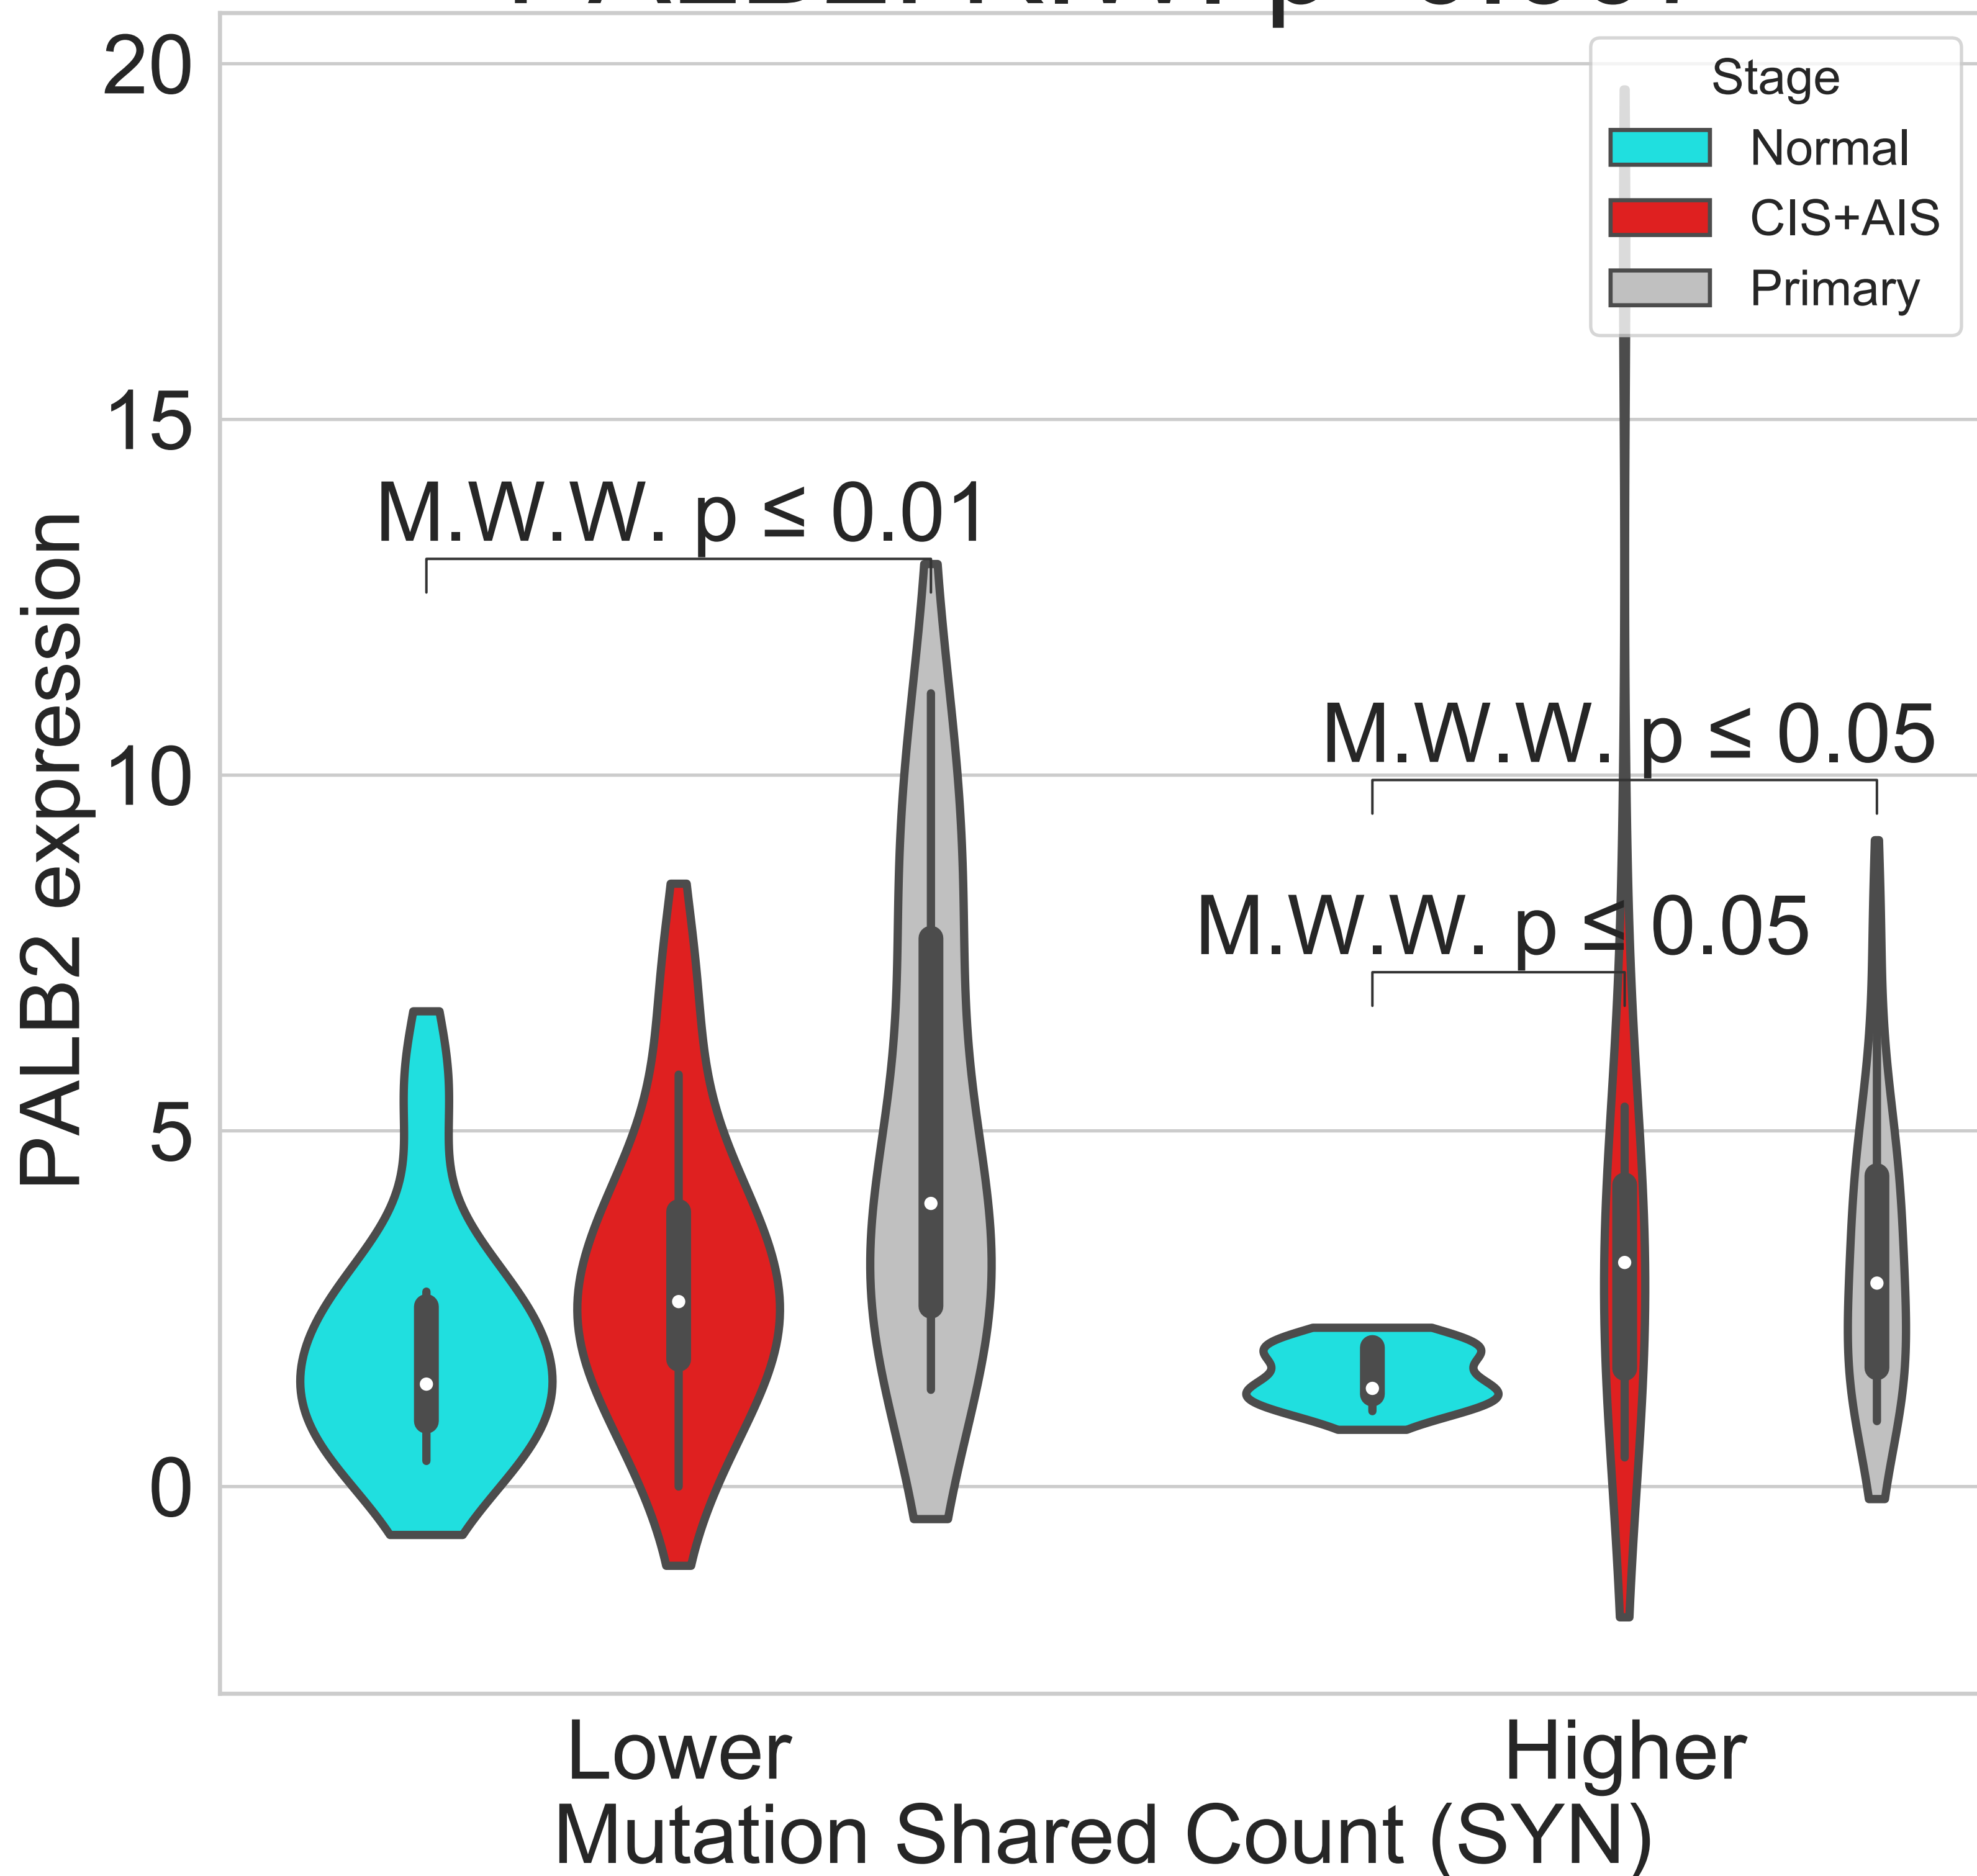 20
Stage
Normal
CIS+AIS
Primary
15
M.W.W. p ≤ 0.01
10
M.W.W. p ≤ 0.05
M.W.W. p ≤ 0.05
5
0
PALB2 expression
Lower
Higher
Mutation Shared Count (SYN)